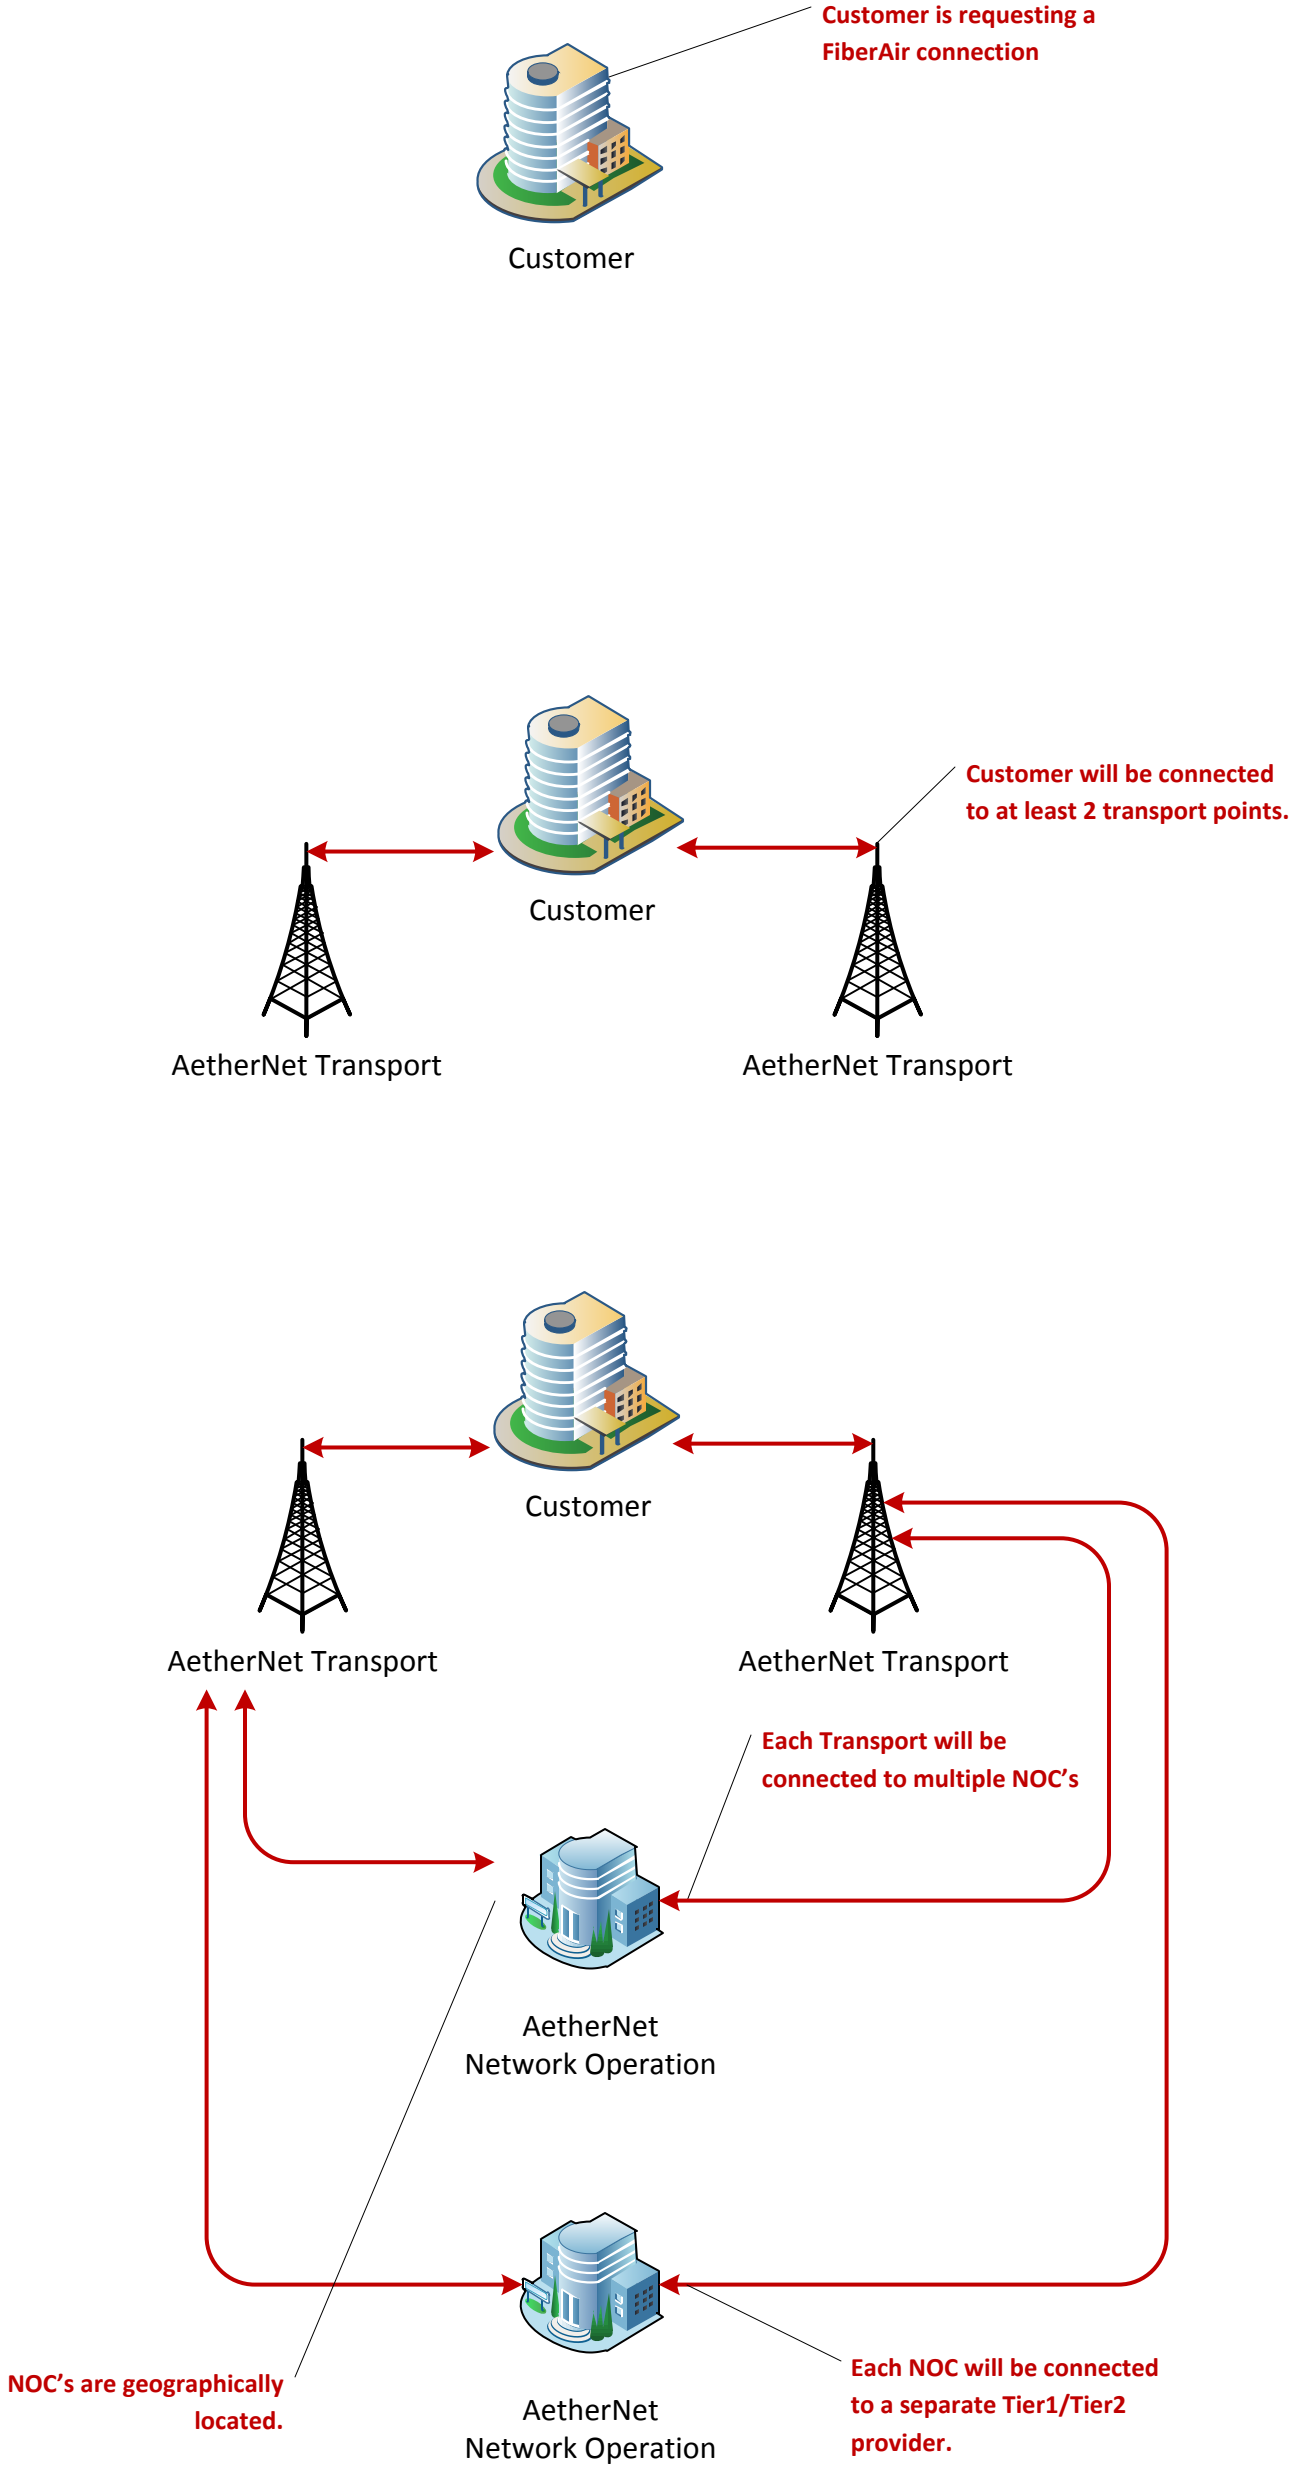 Customer is requesting a
FiberAir connection
Customer
Customer will be connected
to at least 2 transport points.
Customer
AetherNet Transport
AetherNet Transport
Customer
AetherNet Transport
AetherNet Transport
Each Transport will be
connected to multiple NOC’s
AetherNet
Network Operation
NOC’s are geographically
located.
Each NOC will be connected
to a separate Tier1/Tier2
provider.
AetherNet
Network Operation